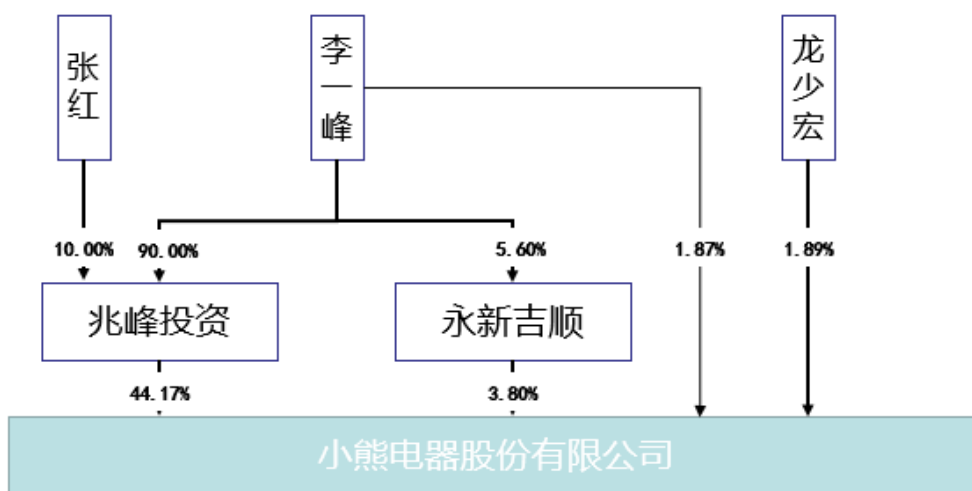 张红
李一峰
龙少宏
10.00%
90.00%
5.60%
1.87%
1.89%
兆峰投资
永新吉顺
44.17%
3.80%
小熊电器股份有限公司